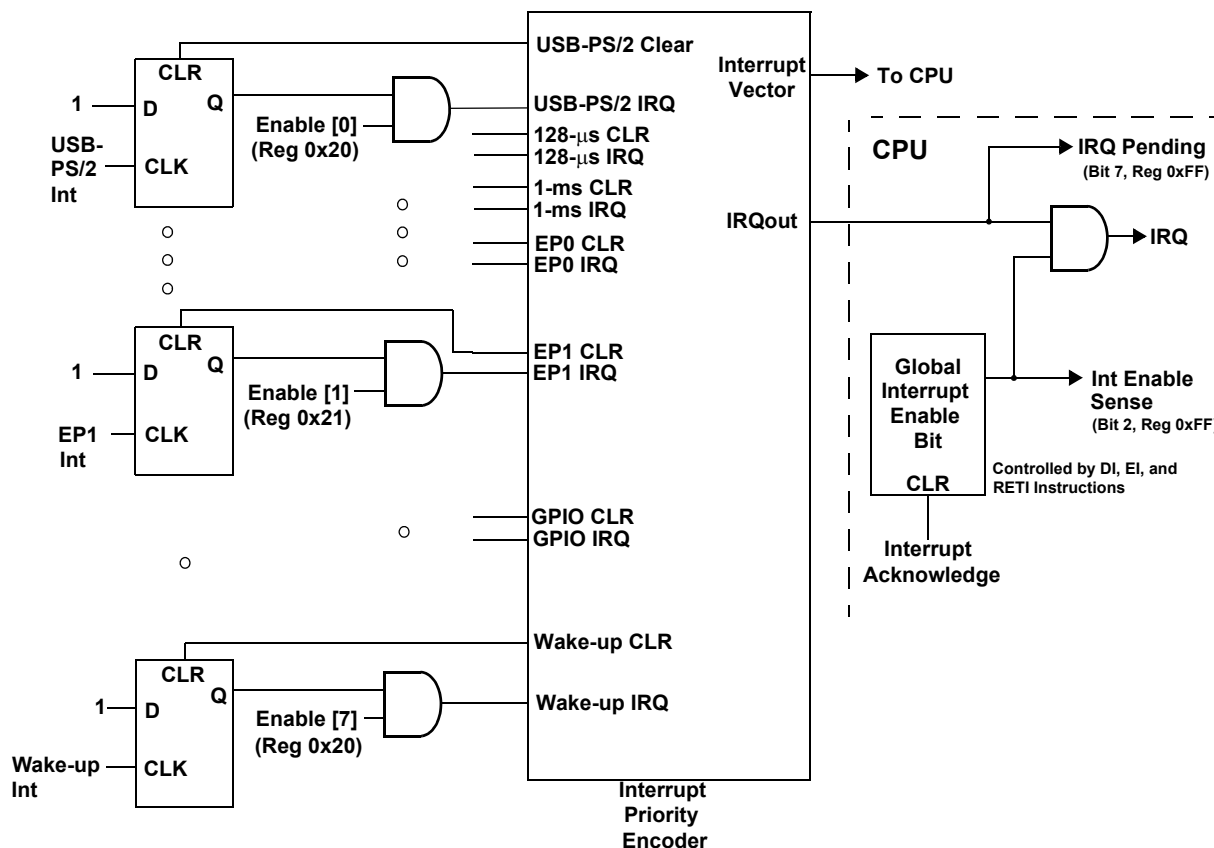 CLR
D
Q
CLK
1
USB-
PS/2
Int
Enable [0]
(Reg 0x20)
USB-PS/2 Clear
USB-PS/2 IRQ
128-μs CLR
128-μs IRQ
1-ms CLR
1-ms IRQ
EP0 CLR
EP0 IRQ
CLR
D
Q
CLK
1
EP1
Int
Enable [1]
(Reg 0x21)
EP1 CLR
EP1 IRQ
GPIO CLR
GPIO IRQ
CLR
D
Q
CLK
1
Wake-up
Int
Enable [7]
(Reg 0x20)
Wake-up CLR
Wake-up IRQ
Interrupt
Priority
Encoder
Interrupt
Vector
To CPU
IRQout
CPU
IRQ Pending
(Bit 7, Reg 0xFF)
IRQ
Global
Interrupt
Enable
Bit
CLR
Int Enable
Sense
(Bit 2, Reg 0xFF)
Controlled by DI, EI, and
RETI Instructions
Interrupt
Acknowledge